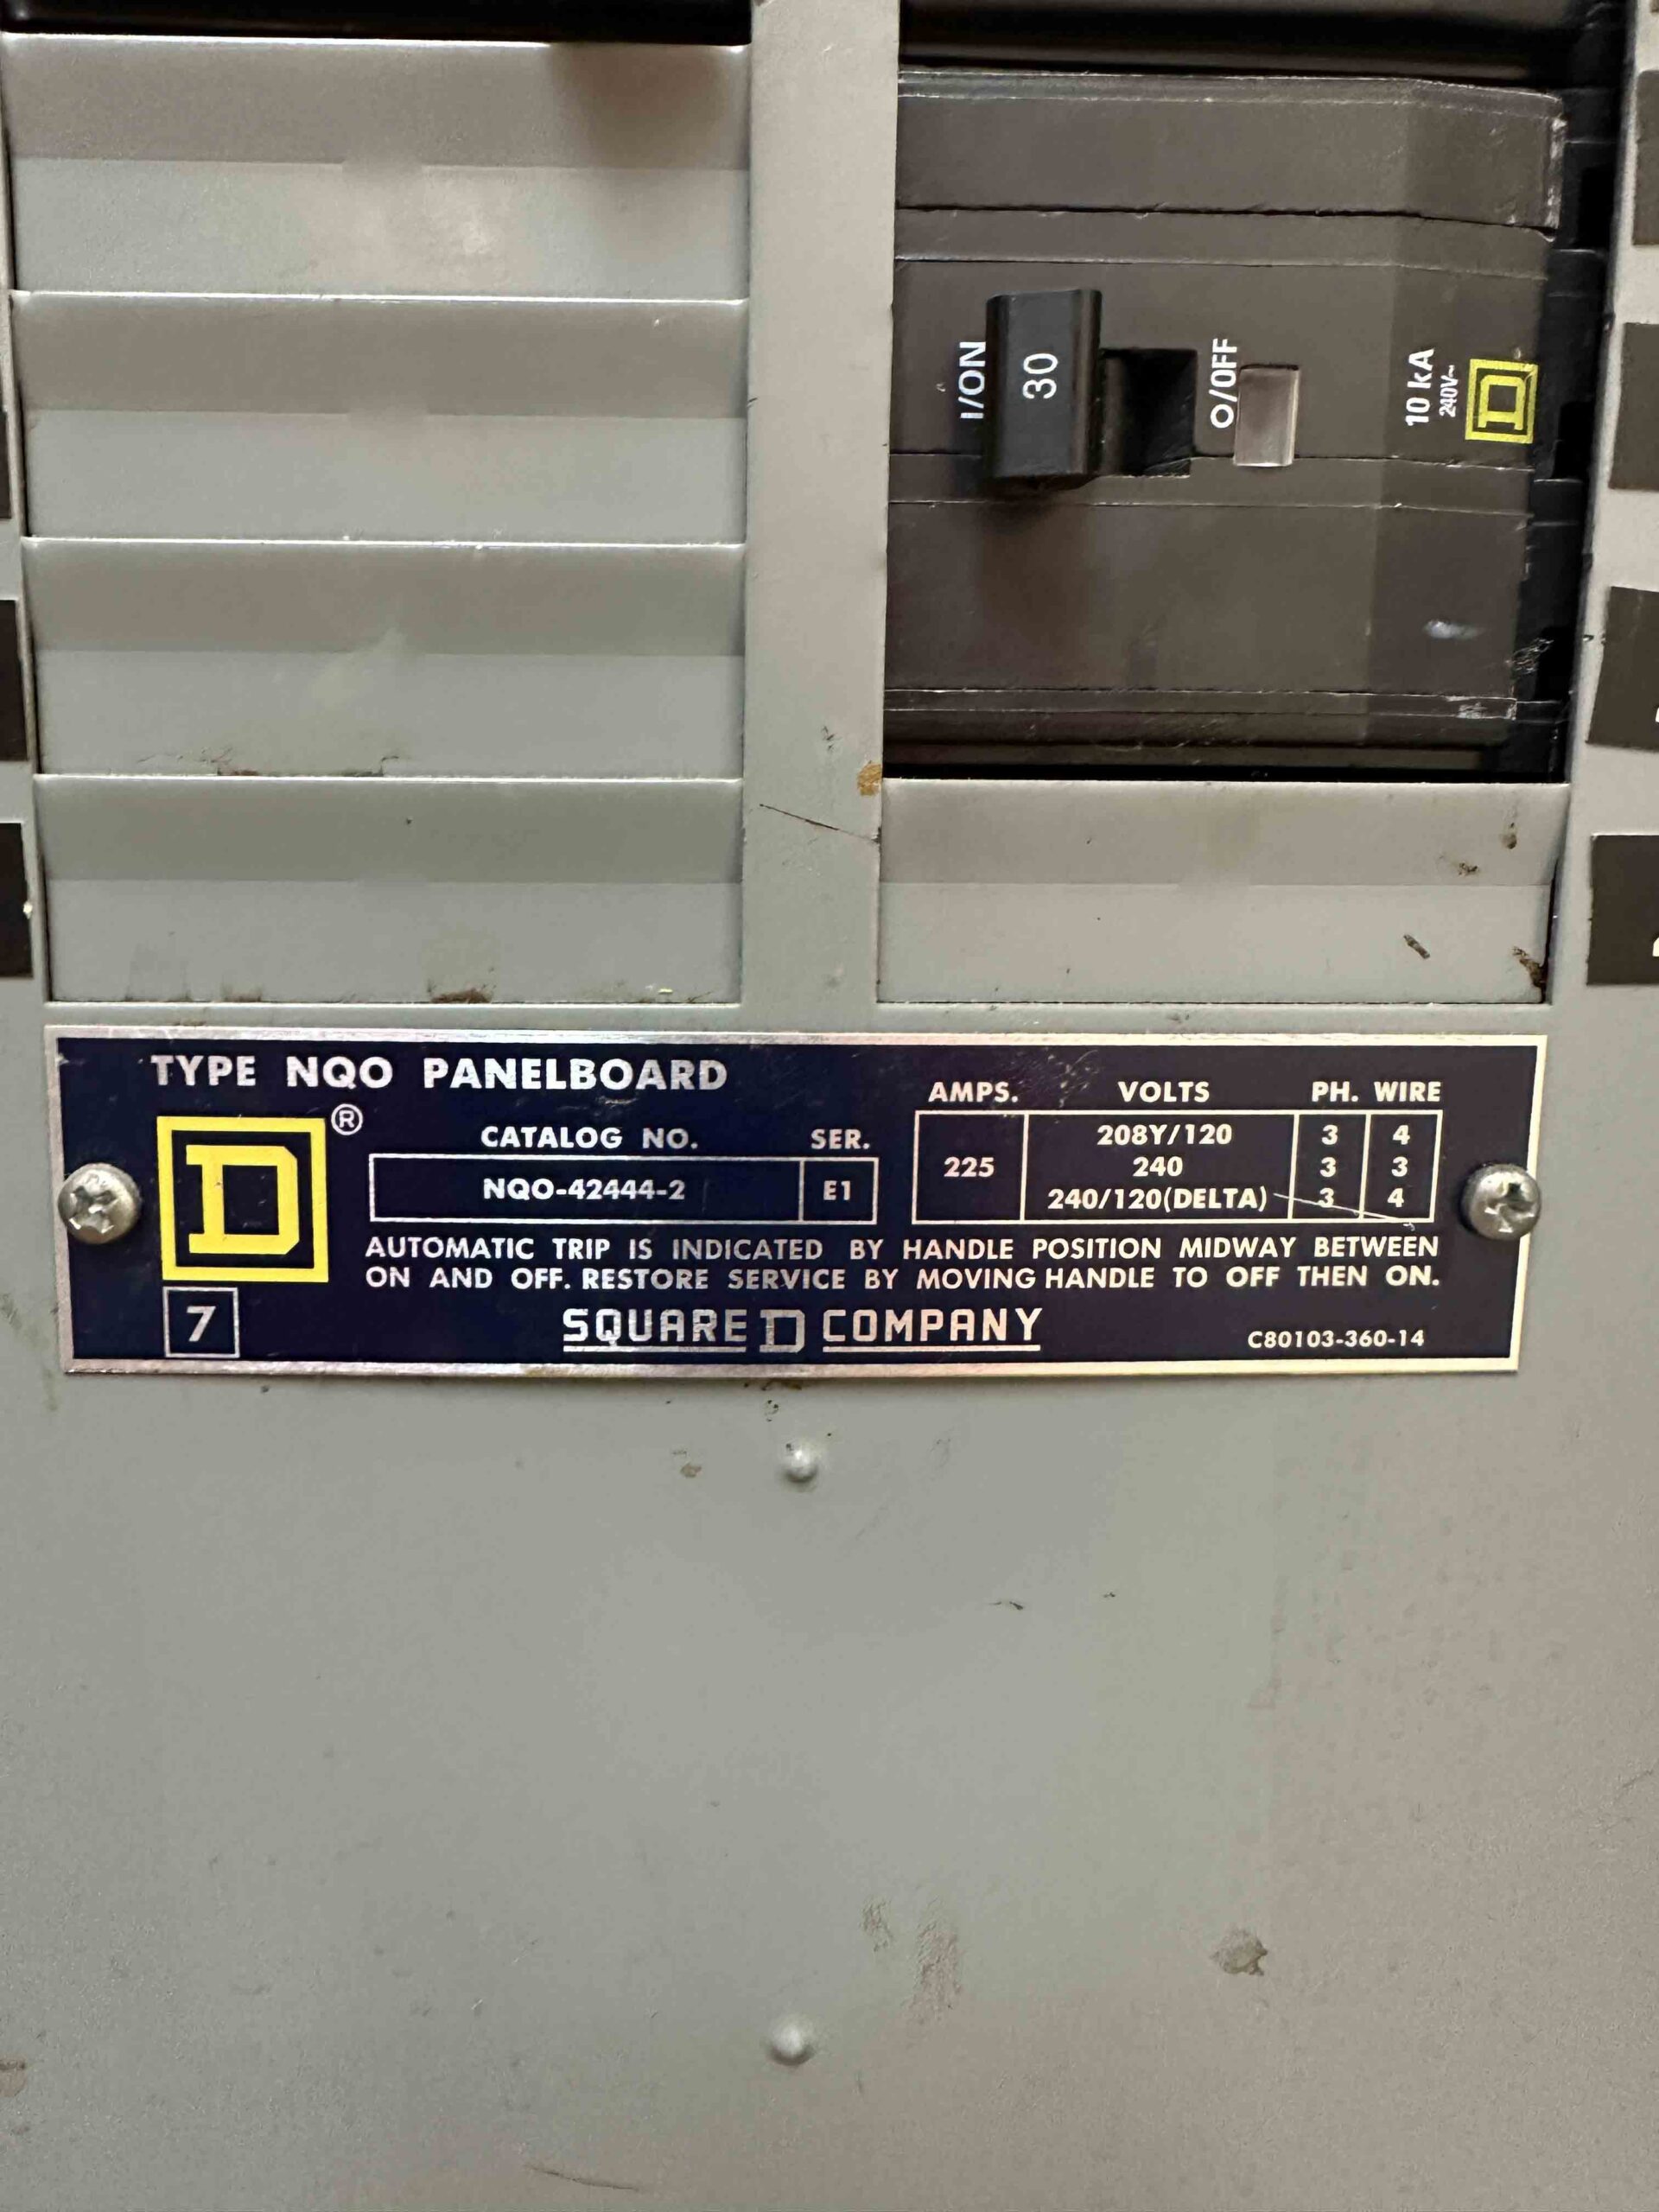 I/ON
30
O/OFF
10 kA
240V~
D
TYPE NQO PANELBOARD
D ®
CATALOG NO. SER.
NQO-42444-2 E1
AMPS. VOLTS PH. WIRE
225 208Y/120 3 4
240 3 3
240/120(DELTA) 3 4
AUTOMATIC TRIP IS INDICATED BY HANDLE POSITION MIDWAY BETWEEN
ON AND OFF. RESTORE SERVICE BY MOVING HANDLE TO OFF THEN ON.
7
SQUARE D COMPANY
C80103-360-14